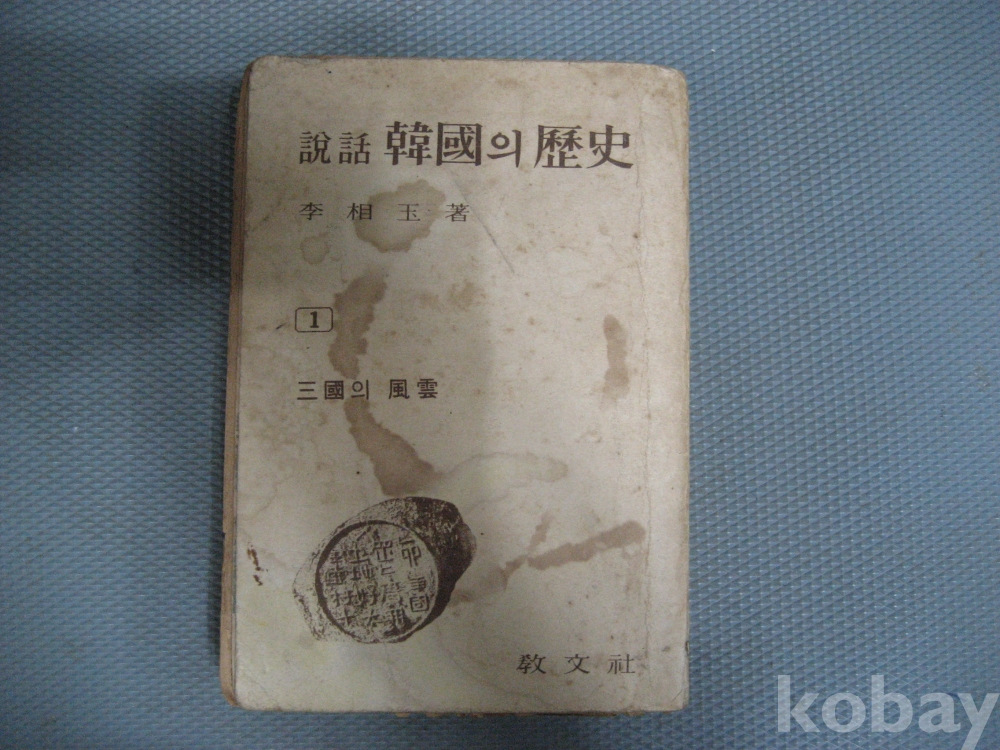 說話 韓國의 歷史
李相玉 著
1
三國의 風雲
敎文社
kobay